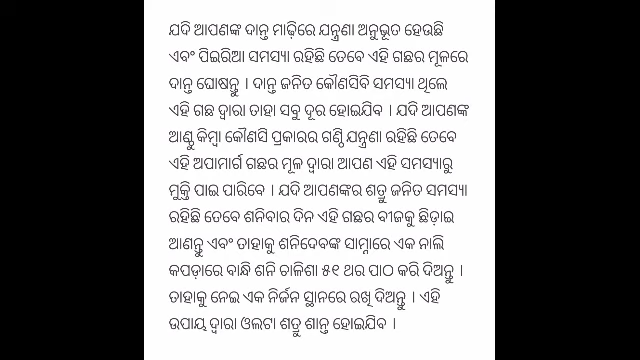 ଯଦି ଆପଣଙ୍କ ଦାନ୍ତ ମାଢ଼ିରେ ଯନ୍ତ୍ରଣା ଅନୁଭୂତ ହେଉଛି
ଏବଂ ପିଇରିଆ ସମସ୍ୟା ରହିଛି ତେବେ ଏହି ଗଛର ମୂଳରେ
ଦାନ୍ତ ଘୋଷନ୍ତୁ । ଦାନ୍ତ ଜନିତ କୌଣସିବି ସମସ୍ୟା ଥିଲେ
ଏହି ଗଛ ଦ୍ୱାରା ତାହା ସବୁ ଦୂର ହୋଇଯିବ । ଯଦି ଆପଣଙ୍କ
ଆଣ୍ଠୁ କିମ୍ବା କୌଣସି ପ୍ରକାରର ଗଣ୍ଠି ଯନ୍ତ୍ରଣା ରହିଛି ତେବେ
ଏହି ଅପାମାର୍ଗ ଗଛର ମୂଳ ଦ୍ୱାରା ଆପଣ ଏହି ସମସ୍ୟାରୁ
ମୁକ୍ତି ପାଇ ପାରିବେ । ଯଦି ଆପଣଙ୍କର ଶତ୍ରୁ ଜନିତ ସମସ୍ୟା
ରହିଛି ତେବେ ଶନିବାର ଦିନ ଏହି ଗଛର ବୀଜକୁ ଛିଡ଼ାଇ
ଆଣନ୍ତୁ ଏବଂ ତାହାକୁ ଶନିଦେବଙ୍କ ସାମ୍ନାରେ ଏକ ନାଲି
କପଡ଼ାରେ ବାନ୍ଧି ଶନି ଚାଳିଶା ୫୧ ଥର ପାଠ କରି ଦିଅନ୍ତୁ ।
ତାହାକୁ ନେଇ ଏକ ନିର୍ଜନ ସ୍ଥାନରେ ରଖି ଦିଅନ୍ତୁ । ଏହି
ଉପାୟ ଦ୍ୱାରା ଓଲଟା ଶତ୍ରୁ ଶାନ୍ତ ହୋଇଯିବ ।